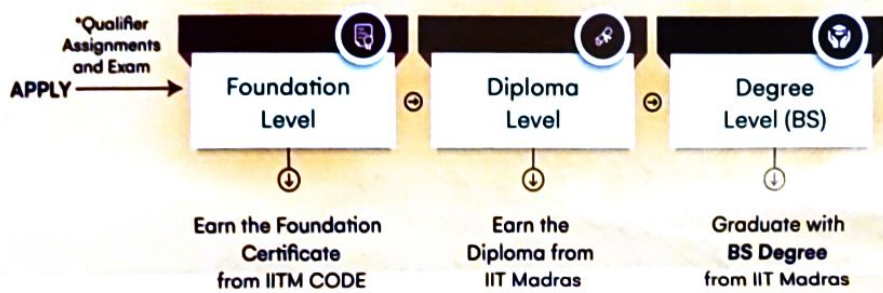 *Qualifier
Assignments
and Exam
APPLY
Foundation
Level
Diploma
Level
Degree
Level (BS)
Earn the Foundation
Certificate
from IITM CODE
Earn the
Diploma from
IIT Madras
Graduate with
BS Degree
from IIT Madras